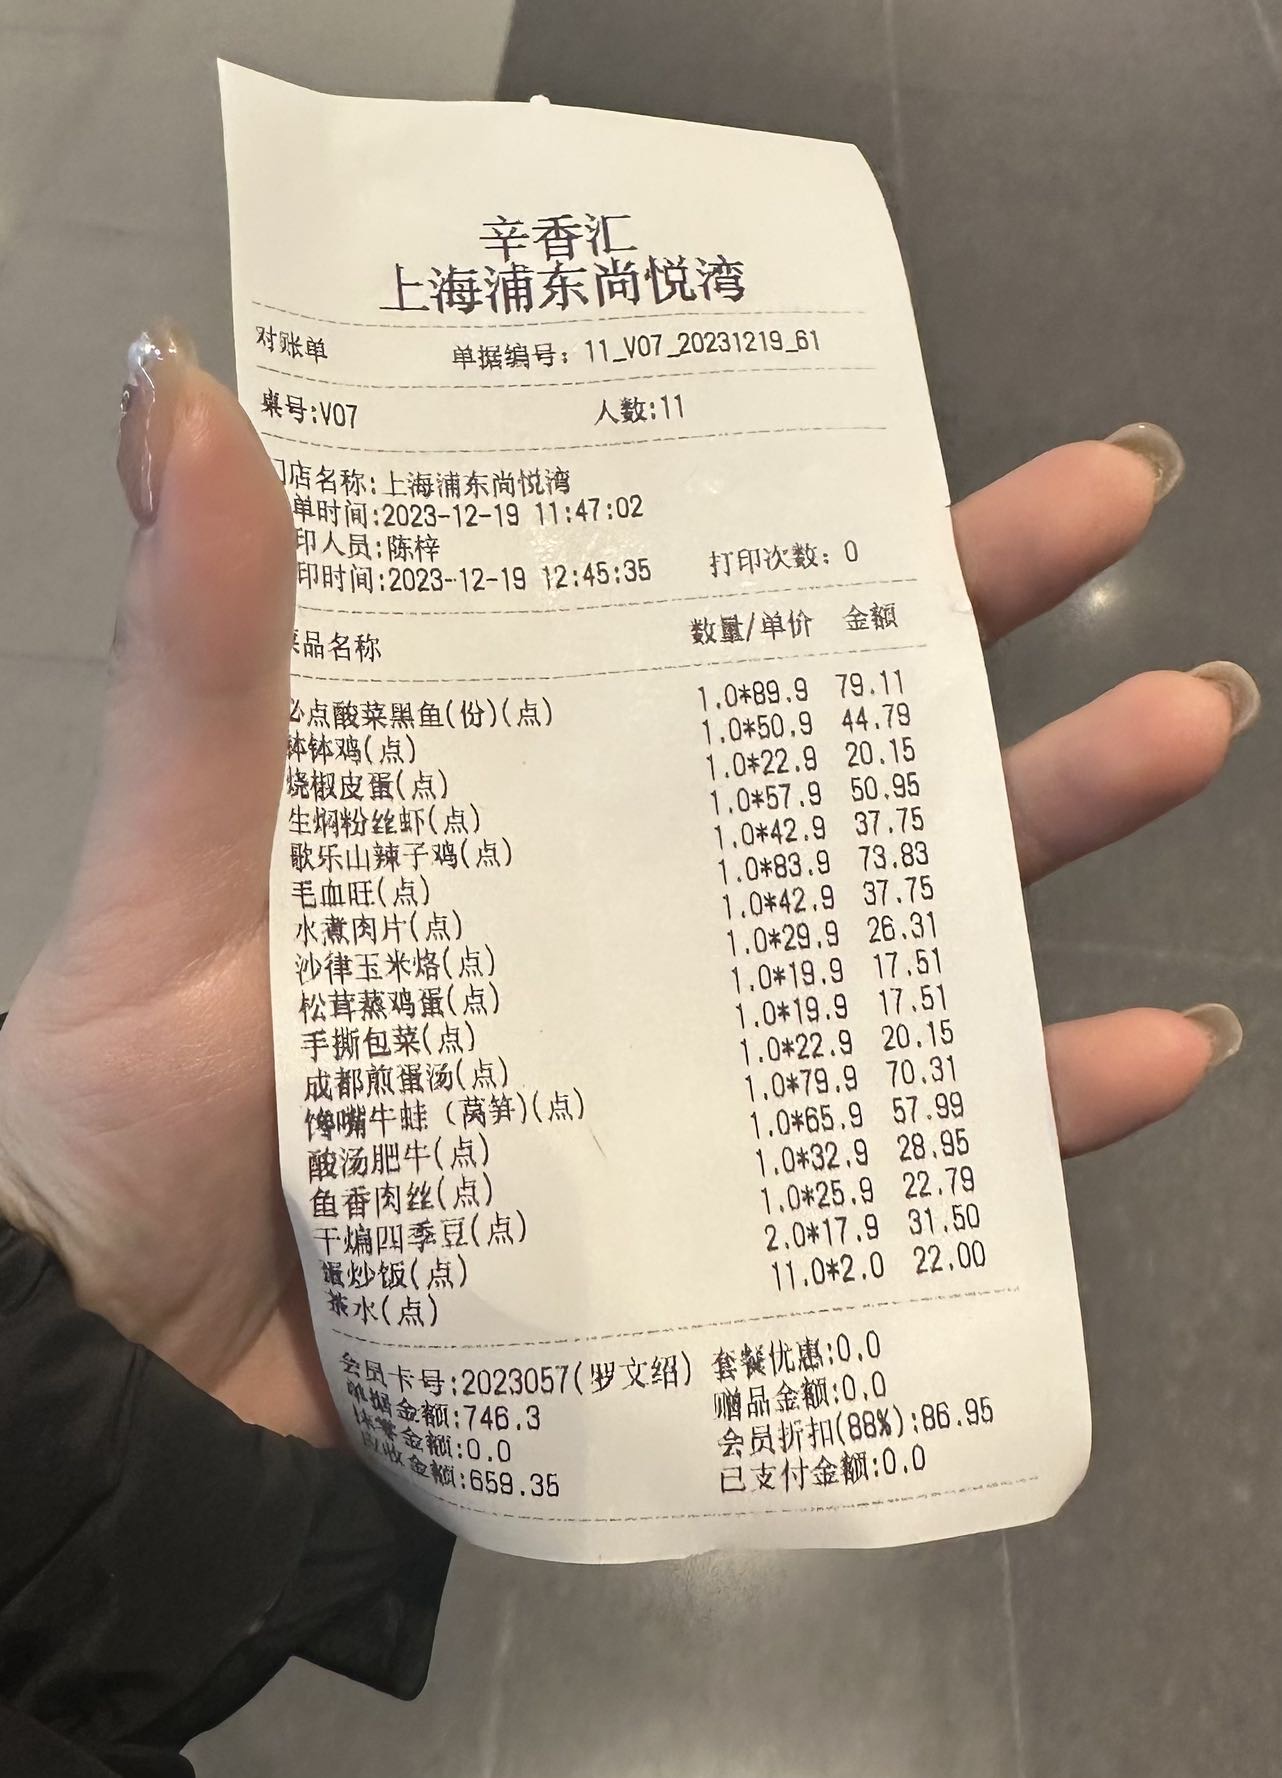 辛香汇
上海浦东尚悦湾
对账单 单据编号：11_V07_20231219_61
桌号:V07 人数:11
门店名称:上海浦东尚悦湾
单时间:2023-12-19 11:47:02
印人员:陈梓
印时间:2023-12-19 12:45:35 打印次数：0
菜品名称 数量/单价 金额
必点酸菜黑鱼(份)(点) 1.0*89.9 79.11
钵钵鸡(点) 1.0*50.9 44.79
烧椒皮蛋(点) 1.0*22.9 20.15
生焖粉丝虾(点) 1.0*57.9 50.95
歌乐山辣子鸡(点) 1.0*42.9 37.75
毛血旺(点) 1.0*83.9 73.83
水煮肉片(点) 1.0*42.9 37.75
沙律玉米烙(点) 1.0*29.9 26.31
松茸蒸鸡蛋(点) 1.0*19.9 17.51
手撕包菜(点) 1.0*19.9 17.51
成都煎蛋汤(点) 1.0*22.9 20.15
馋嘴牛蛙（莴笋)(点) 1.0*79.9 70.31
酸汤肥牛(点) 1.0*65.9 57.99
鱼香肉丝(点) 1.0*32.9 28.95
干煸四季豆(点) 1.0*25.9 22.79
蛋炒饭(点) 2.0*17.9 31.50
茶水(点) 11.0*2.0 22.00
会员卡号:2023057(罗文绍) 套餐优惠:0.0
单据金额:746.3 赠品金额:0.0
抹零金额:0.0 会员折扣(88%):86.95
应收金额:659.35 已支付金额:0.0